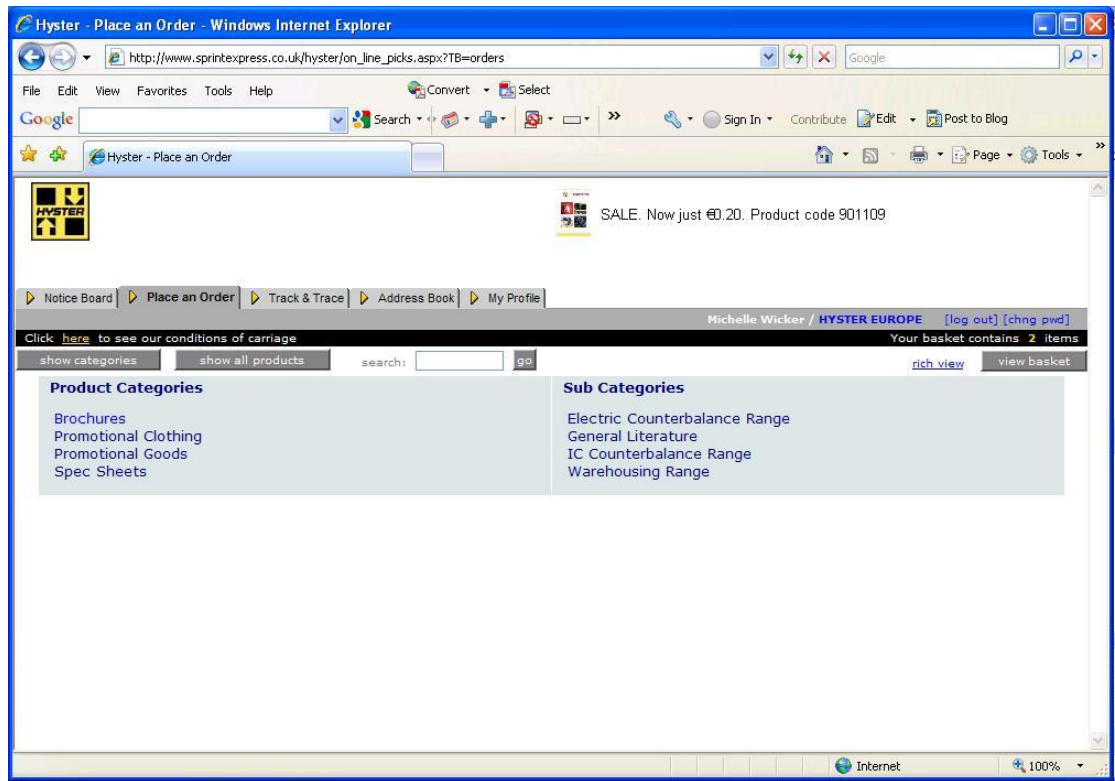 Hyster - Place an Order - Windows Internet Explorer
http://www.sprintexpress.co.uk/hyster/on_line_picks.aspx?TB=orders Google
File Edit View Favorites Tools Help Convert Select
Google Search » Sign In Contribute Edit Post to Blog
Hyster - Place an Order Page Tools »
HYSTER
SALE. Now just €0.20. Product code 901109
Notice Board Place an Order Track & Trace Address Book My Profile
Michelle Wicker / HYSTER EUROPE [log out] [chng pwd]
Click here to see our conditions of carriage Your basket contains 2 items
show categories show all products search: go rich view view basket
Product Categories Sub Categories
Brochures Electric Counterbalance Range
Promotional Clothing General Literature
Promotional Goods IC Counterbalance Range
Spec Sheets Warehousing Range
Internet 100%